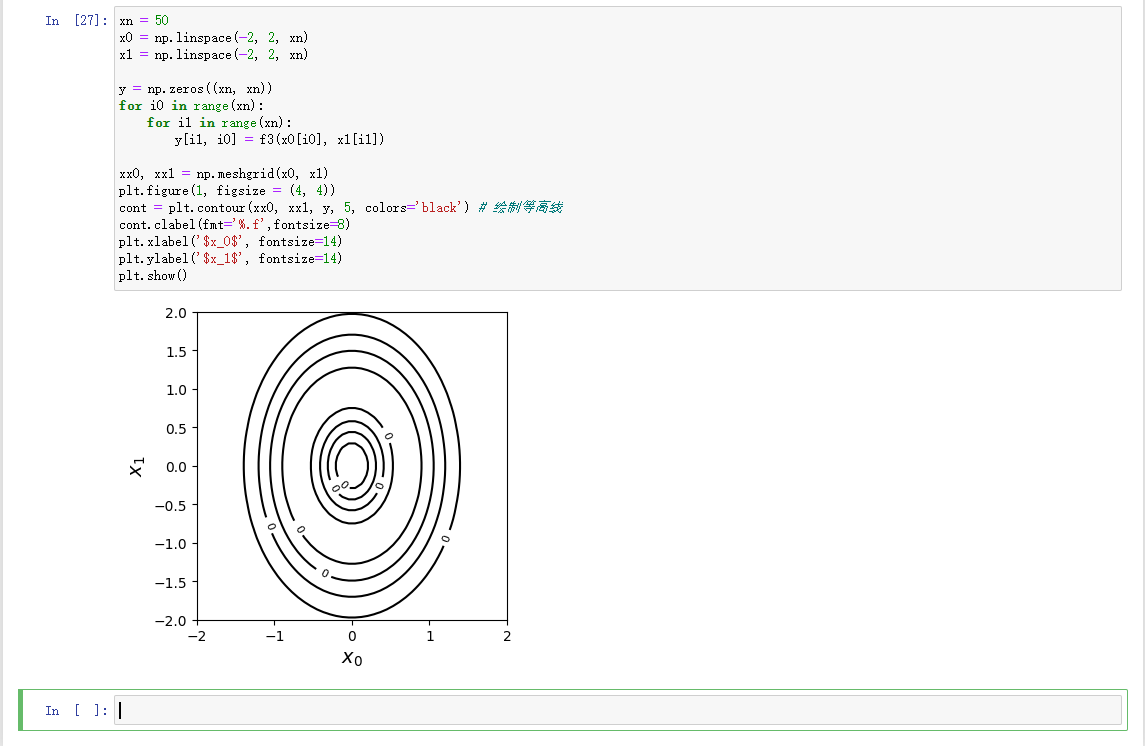 In [27]:
xn = 50
x0 = np.linspace(-2, 2, xn)
x1 = np.linspace(-2, 2, xn)
y = np.zeros((xn, xn))
for i0 in range(xn):
    for i1 in range(xn):
        y[i1, i0] = f3(x0[i0], x1[i1])
xx0, xx1 = np.meshgrid(x0, x1)
plt.figure(1, figsize = (4, 4))
cont = plt.contour(xx0, xx1, y, 5, colors='black') # 绘制等高线
cont.clabel(fmt='%.f',fontsize=8)
plt.xlabel('$x_0$', fontsize=14)
plt.ylabel('$x_1$', fontsize=14)
plt.show()
2.0
1.5
1.0
0.5
0.0
−0.5
−1.0
−1.5
−2.0
x₁
0
0
0
0
0
0
0
0
−2 −1 0 1 2
x₀
In [ ]: